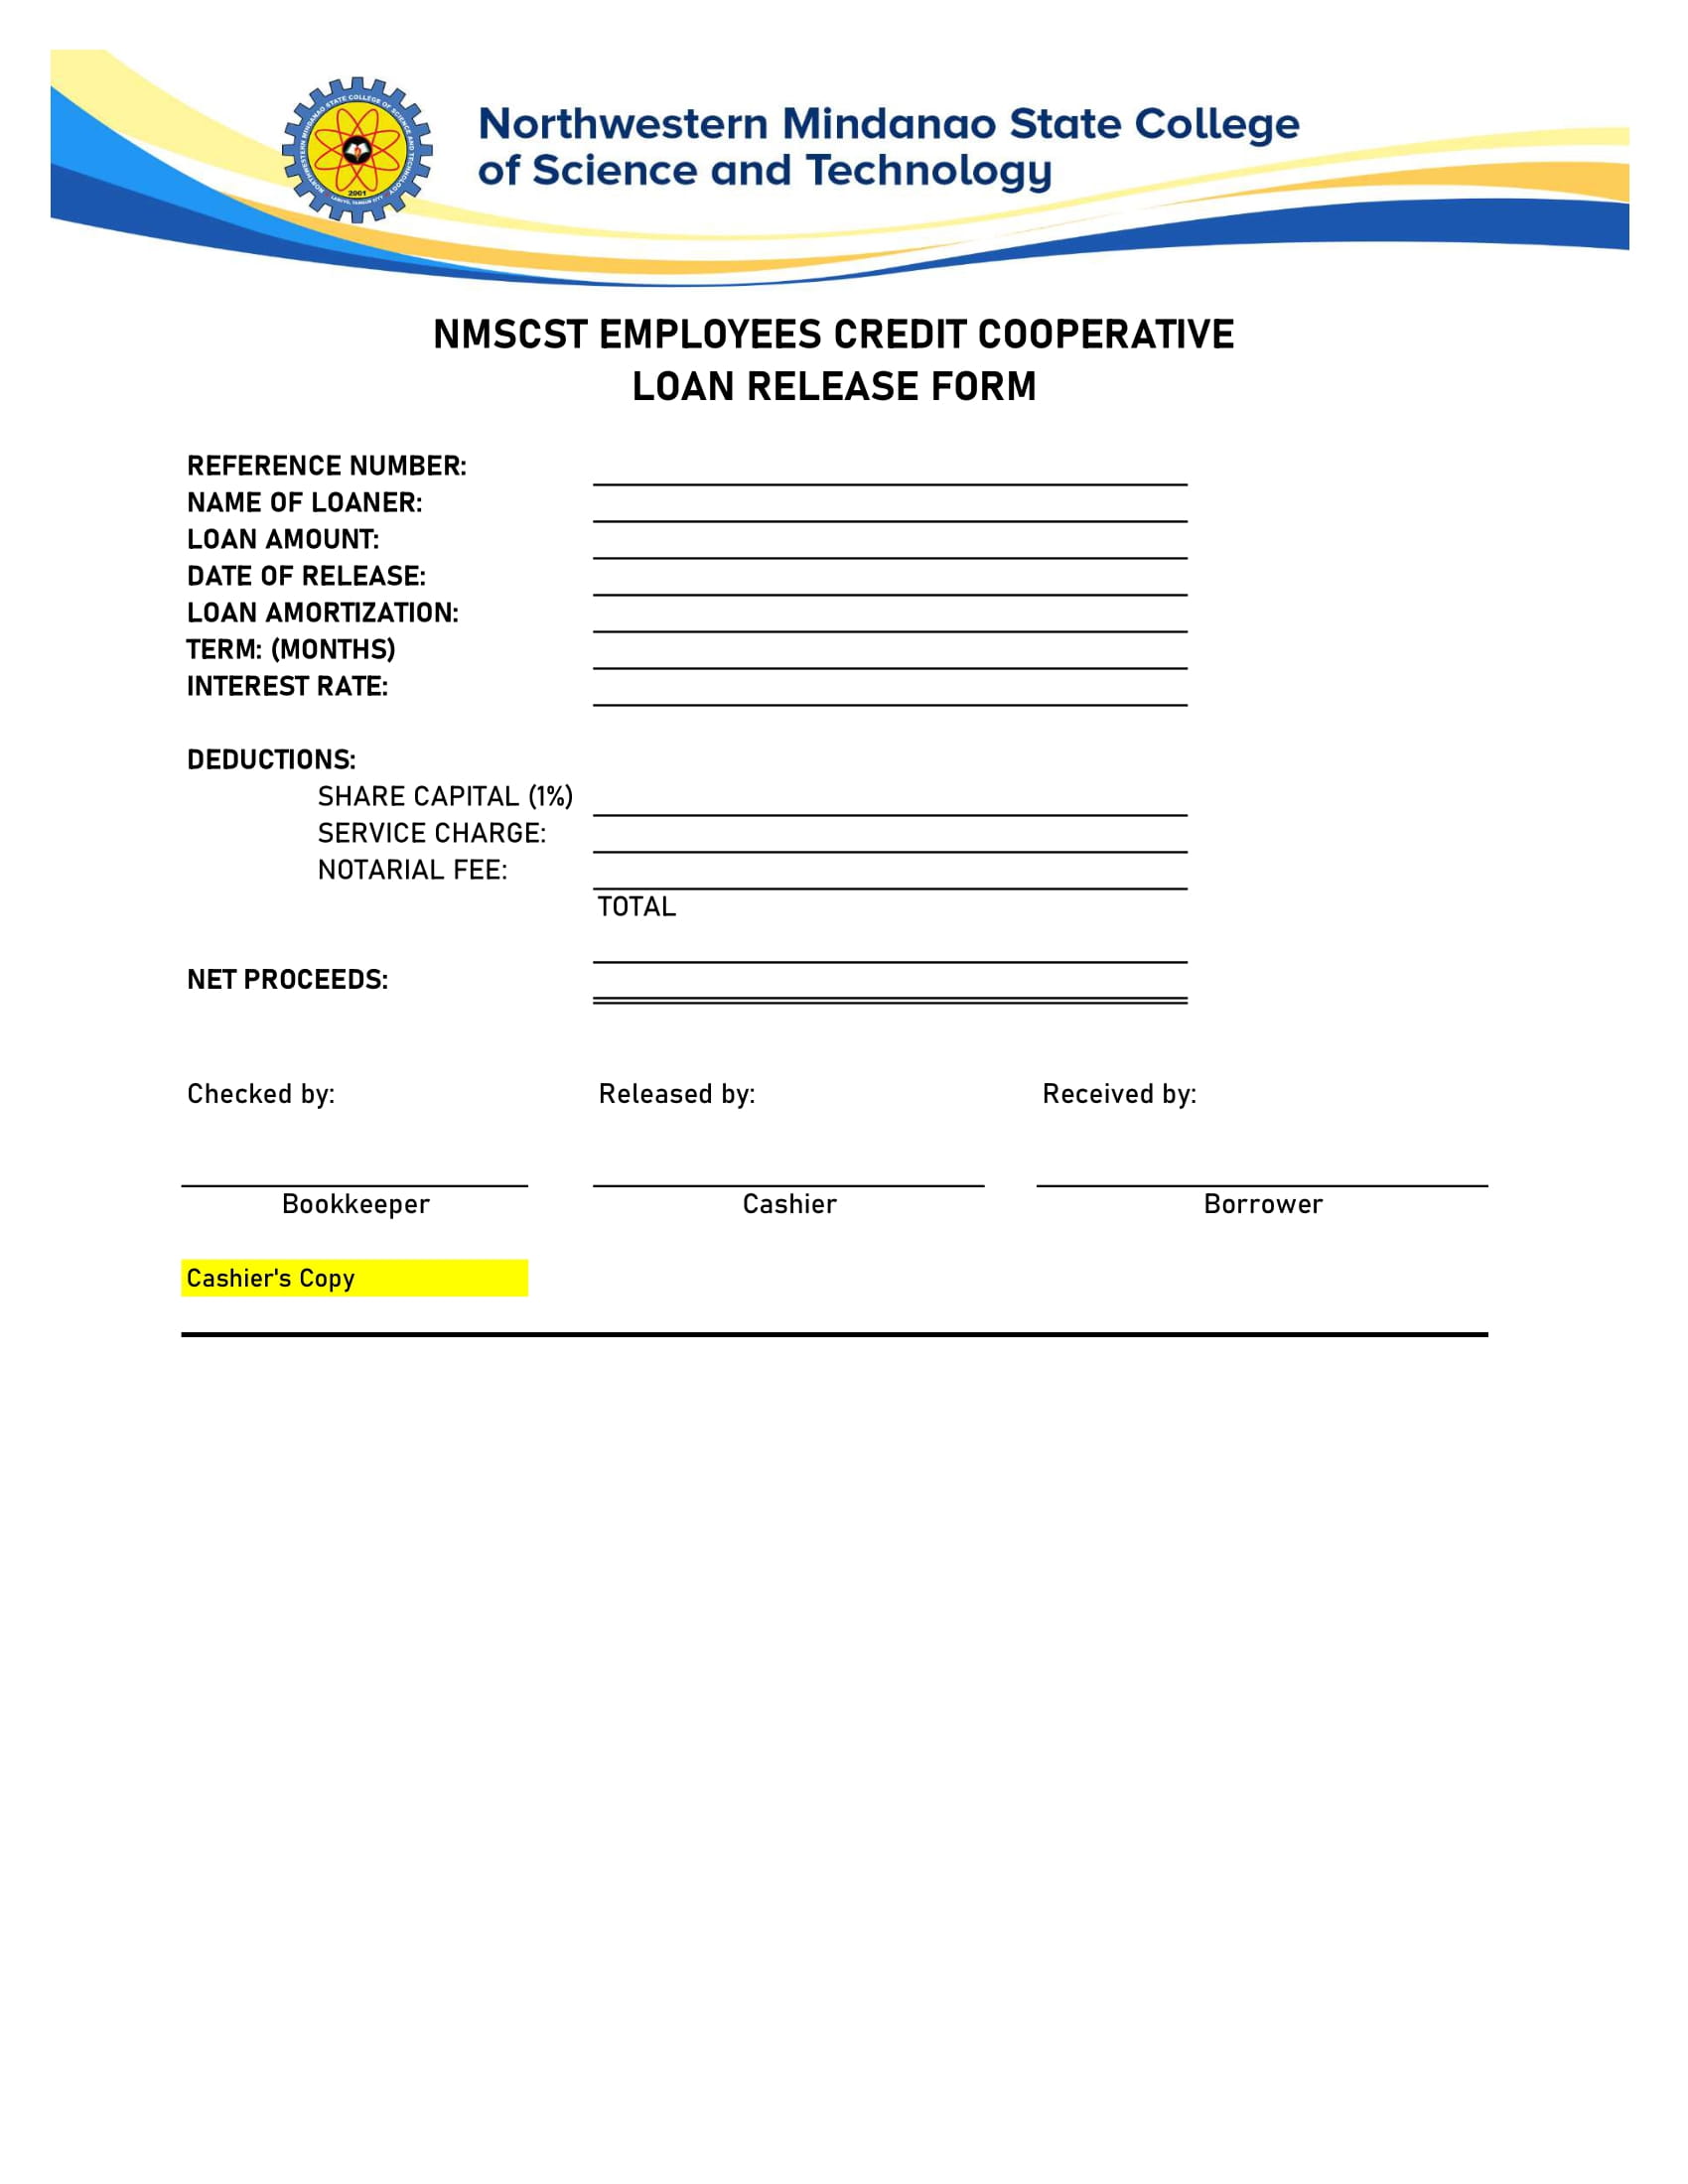 NORTHWESTERN MINDANAO STATE COLLEGE OF SCIENCE AND TECHNOLOGY
2001
LABUYO, TANGUB CITY
Northwestern Mindanao State College
of Science and Technology
NMSCST EMPLOYEES CREDIT COOPERATIVE
LOAN RELEASE FORM
REFERENCE NUMBER:
NAME OF LOANER:
LOAN AMOUNT:
DATE OF RELEASE:
LOAN AMORTIZATION:
TERM: (MONTHS)
INTEREST RATE:
DEDUCTIONS:
SHARE CAPITAL (1%)
SERVICE CHARGE:
NOTARIAL FEE:
TOTAL
NET PROCEEDS:
Checked by: Released by: Received by:
Bookkeeper Cashier Borrower
Cashier's Copy